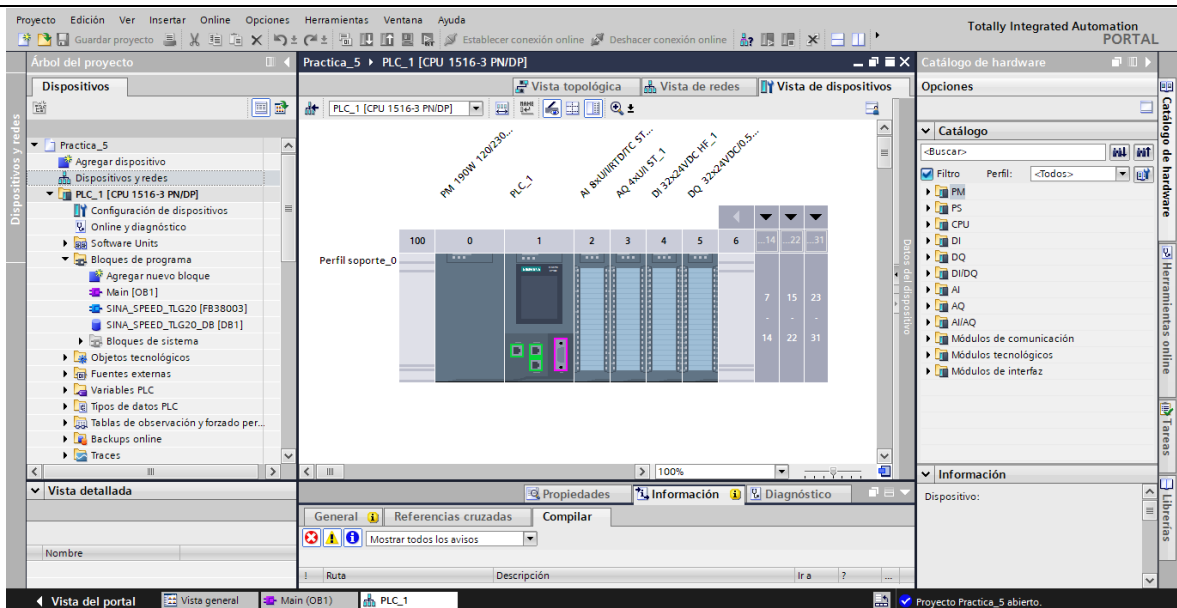 Proyecto Edición Ver Insertar Online Opciones Herramientas Ventana Ayuda
Totally Integrated Automation
PORTAL
Guardar proyecto
Establecer conexión online
Deshacer conexión online
Árbol del proyecto
Dispositivos
Practica_5
Agregar dispositivo
Dispositivos y redes
PLC_1 [CPU 1516-3 PN/DP]
Configuración de dispositivos
Online y diagnóstico
Software Units
Bloques de programa
Agregar nuevo bloque
Main [OB1]
SINA_SPEED_TLG20 [FB38003]
SINA_SPEED_TLG20_DB [DB1]
Bloques de sistema
Objetos tecnológicos
Fuentes externas
Variables PLC
Tipos de datos PLC
Tablas de observación y forzado per...
Backups online
Traces
Vista detallada
Nombre
Dispositivos y redes
Practica_5 PLC_1 [CPU 1516-3 PN/DP]
Vista topológica
Vista de redes
Vista de dispositivos
PLC_1 [CPU 1516-3 PN/DP]
PM 190W 120/230...
PLC_1
AI 8xU/I/RTD/TC ST...
AQ 4xU/I ST_1
DI 32x24VDC HF_1
DQ 32x24VDC/0.5...
100 0 1 2 3 4 5 6 ...14 ...22 ...31
Perfil soporte_0
SIEMENS
7 15 23
- - -
14 22 31
100%
Datos del dispositivo
Propiedades
Información
Diagnóstico
General
Referencias cruzadas
Compilar
Mostrar todos los avisos
! Ruta Descripción Ir a ? ...
Catálogo de hardware
Opciones
Catálogo
<Buscar>
Filtro Perfil: <Todos>
PM
PS
CPU
DI
DQ
DI/DQ
AI
AQ
AI/AQ
Módulos de comunicación
Módulos tecnológicos
Módulos de interfaz
Información
Dispositivo:
Catálogo de hardware
Herramientas online
Tareas
Librerías
Vista del portal
Vista general
Main (OB1)
PLC_1
Proyecto Practica_5 abierto.